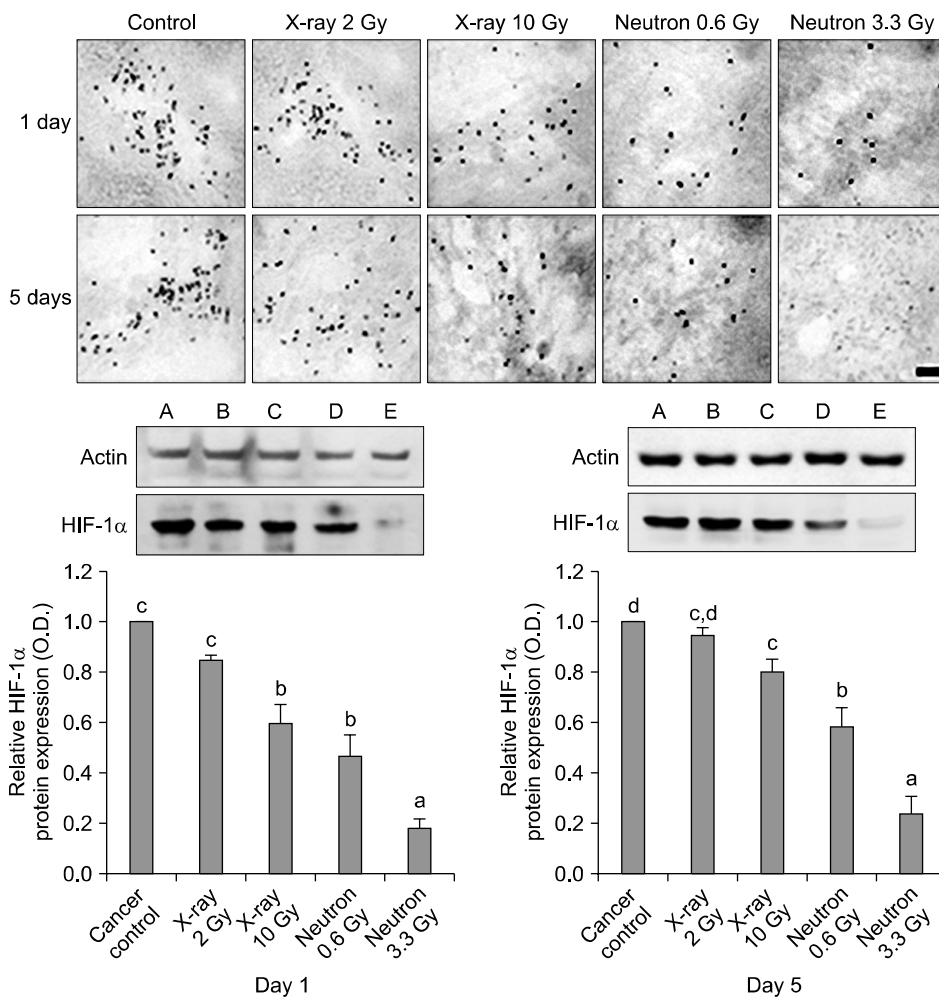 Control X-ray 2 Gy X-ray 10 Gy Neutron 0.6 Gy Neutron 3.3 Gy
1 day
5 days
A B C D E
Actin
HIF-1α
1.2
1.0
0.8
0.6
0.4
0.2
0.0
Relative HIF-1α
protein expression (O.D.)
c
c
b
b
a
Cancer
control
X-ray
2 Gy
X-ray
10 Gy
Neutron
0.6 Gy
Neutron
3.3 Gy
Day 1
A B C D E
Actin
HIF-1α
1.2
1.0
0.8
0.6
0.4
0.2
0.0
Relative HIF-1α
protein expression (O.D.)
d
c,d
c
b
a
Cancer
control
X-ray
2 Gy
X-ray
10 Gy
Neutron
0.6 Gy
Neutron
3.3 Gy
Day 5